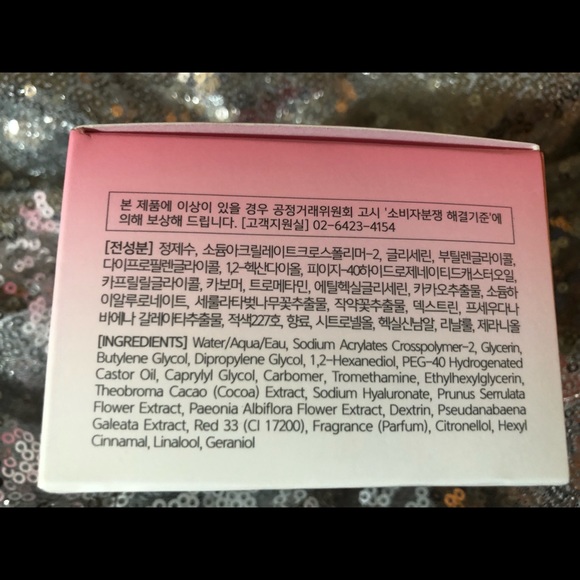 본 제품에 이상이 있을 경우 공정거래위원회 고시 '소비자분쟁 해결기준'에
의해 보상해 드립니다. [고객지원실] 02-6423-4154
[전성분] 정제수, 소듐아크릴레이트크로스폴리머-2, 글리세린, 부틸렌글라이콜,
다이프로필렌글라이콜, 1,2-헥산다이올, 피이지-40하이드로제네이티드캐스터오일,
카프릴릴글라이콜, 카보머, 트로메타민, 에틸헥실글리세린, 카카오추출물, 소듐하
이알루로네이트, 세룰라타벚나무꽃추출물, 작약꽃추출물, 덱스트린, 프세우다나
바에나 갈레아타추출물, 적색227호, 향료, 시트로넬올, 헥실신남알, 리날룰, 제라니올
[INGREDIENTS] Water/Aqua/Eau, Sodium Acrylates Crosspolymer-2, Glycerin,
Butylene Glycol, Dipropylene Glycol, 1,2-Hexanediol, PEG-40 Hydrogenated
Castor Oil, Caprylyl Glycol, Carbomer, Tromethamine, Ethylhexylglycerin,
Theobroma Cacao (Cocoa) Extract, Sodium Hyaluronate, Prunus Serrulata
Flower Extract, Paeonia Albiflora Flower Extract, Dextrin, Pseudanabaena
Galeata Extract, Red 33 (CI 17200), Fragrance (Parfum), Citronellol, Hexyl
Cinnamal, Linalool, Geraniol